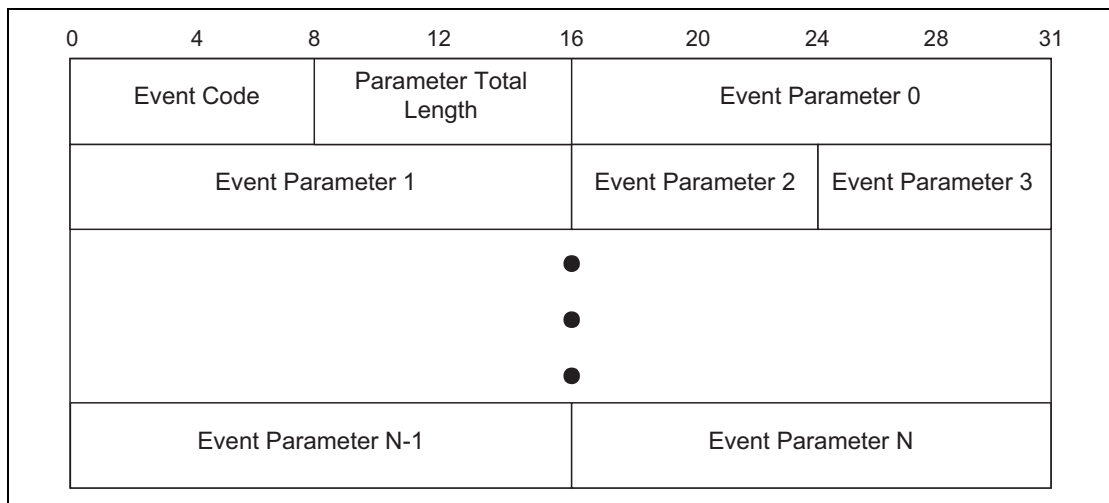 0 4 8 12 16 20 24 28 31
Event Code
Parameter Total
Length
Event Parameter 0
Event Parameter 1
Event Parameter 2
Event Parameter 3
Event Parameter N-1
Event Parameter N